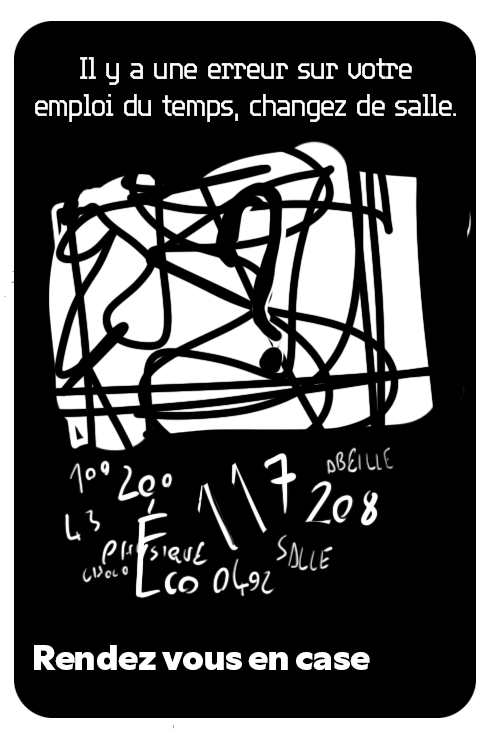 Il y a une erreur sur votre
emploi du temps, changez de salle.
100 200 117 ABEILLE
43 208
PHYSIQUE SALLE
Éco 0492
Rendez vous en case